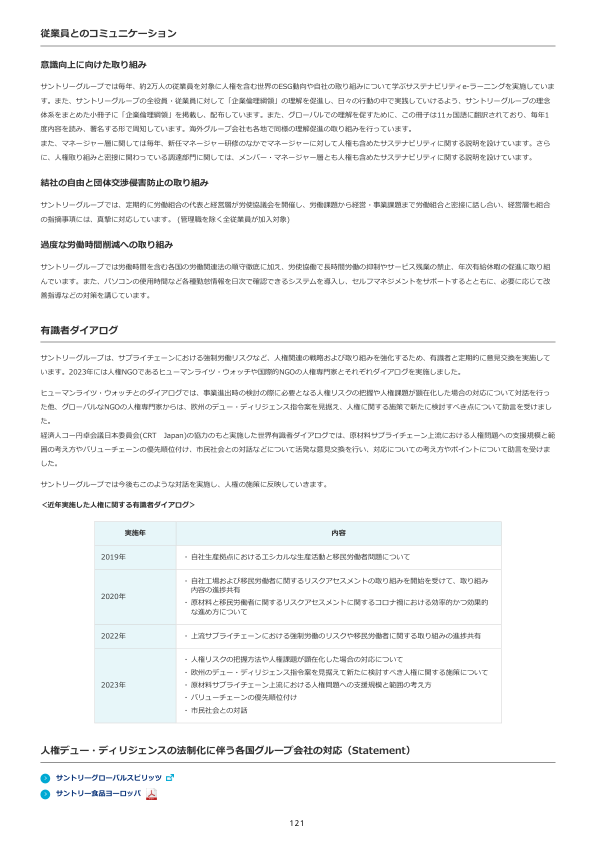 従業員とのコミュニケーション
意識向上に向けた取り組み
サントリーグループでは毎年、約2万人の従業員を対象に人権を含む世界のESG動向や自社の取り組みについて学ぶサステナビリティe-ラーニングを実施していま
す。また、サントリーグループの全役員・従業員に対して「企業倫理綱領」の理解を促進し、日々の行動の中で実践していけるよう、サントリーグループの理念
体系をまとめた小冊子に「企業倫理綱領」を掲載し、配布しています。また、グローバルでの理解を促すために、この冊子は11ヵ国語に翻訳されており、毎年1
度内容を読み、署名する形で周知しています。海外グループ会社も各地で同様の理解促進の取り組みを行っています。
また、マネージャー層に関しては毎年、新任マネージャー研修のなかでマネージャーに対して人権も含めたサステナビリティに関する説明を設けています。さら
に、人権取り組みと密接に関わっている調達部門に関しては、メンバー・マネージャー層とも人権も含めたサステナビリティに関する説明を設けています。
結社の自由と団体交渉侵害防止の取り組み
サントリーグループでは、定期的に労働組合の代表と経営層が労使協議会を開催し、労働課題から経営・事業課題まで労働組合と密接に話し合い、経営層も組合
の指摘事項には、真摯に対応しています。 (管理職を除く全従業員が加入対象)
過度な労働時間削減への取り組み
サントリーグループでは労働時間を含む各国の労働関連法の順守徹底に加え、労使協働で長時間労働の抑制やサービス残業の禁止、年次有給休暇の促進に取り組
んでいます。また、パソコンの使用時間など各種勤怠情報を日次で確認できるシステムを導入し、セルフマネジメントをサポートするとともに、必要に応じて改
善指導などの対策を講じています。
有識者ダイアログ
サントリーグループは、サプライチェーンにおける強制労働リスクなど、人権関連の戦略および取り組みを強化するため、有識者と定期的に意見交換を実施して
います。2023年には人権NGOであるヒューマンライツ・ウォッチや国際的NGOの人権専門家とそれぞれダイアログを実施しました。
ヒューマンライツ・ウォッチとのダイアログでは、事業進出時の検討の際に必要となる人権リスクの把握や人権課題が顕在化した場合の対応について対話を行っ
た他、グローバルなNGOの人権専門家からは、欧州のデュー・ディリジェンス指令案を見据え、人権に関する施策で新たに検討すべき点について助言を受けまし
た。
経済人コー円卓会議日本委員会(CRT　Japan)の協力のもと実施した世界有識者ダイアログでは、原材料サプライチェーン上流における人権問題への支援規模と範
囲の考え方やバリューチェーンの優先順位付け、市民社会との対話などについて活発な意見交換を行い、対応についての考え方やポイントについて助言を受けま
した。
サントリーグループでは今後もこのような対話を実施し、人権の施策に反映していきます。
＜近年実施した人権に関する有識者ダイアログ＞
実施年　内容
2019年
・ 自社生産拠点におけるエシカルな生産活動と移民労働者問題について
2020年
・ 自社工場および移民労働者に関するリスクアセスメントの取り組みを開始を受けて、取り組み
内容の進捗共有
・ 原材料と移民労働者に関するリスクアセスメントに関するコロナ禍における効率的かつ効果的
な進め方について
2022年
・ 上流サプライチェーンにおける強制労働のリスクや移民労働者に関する取り組みの進捗共有
2023年
・ 人権リスクの把握方法や人権課題が顕在化した場合の対応について
・ 欧州のデュー・ディリジェンス指令案を見据えて新たに検討すべき人権に関する施策について
・ 原材料サプライチェーン上流における人権問題への支援規模と範囲の考え方
・ バリューチェーンの優先順位付け
・ 市民社会との対話
人権デュー・ディリジェンスの法制化に伴う各国グループ会社の対応（Statement）
サントリーグローバルスピリッツ
サントリー食品ヨーロッパ
121